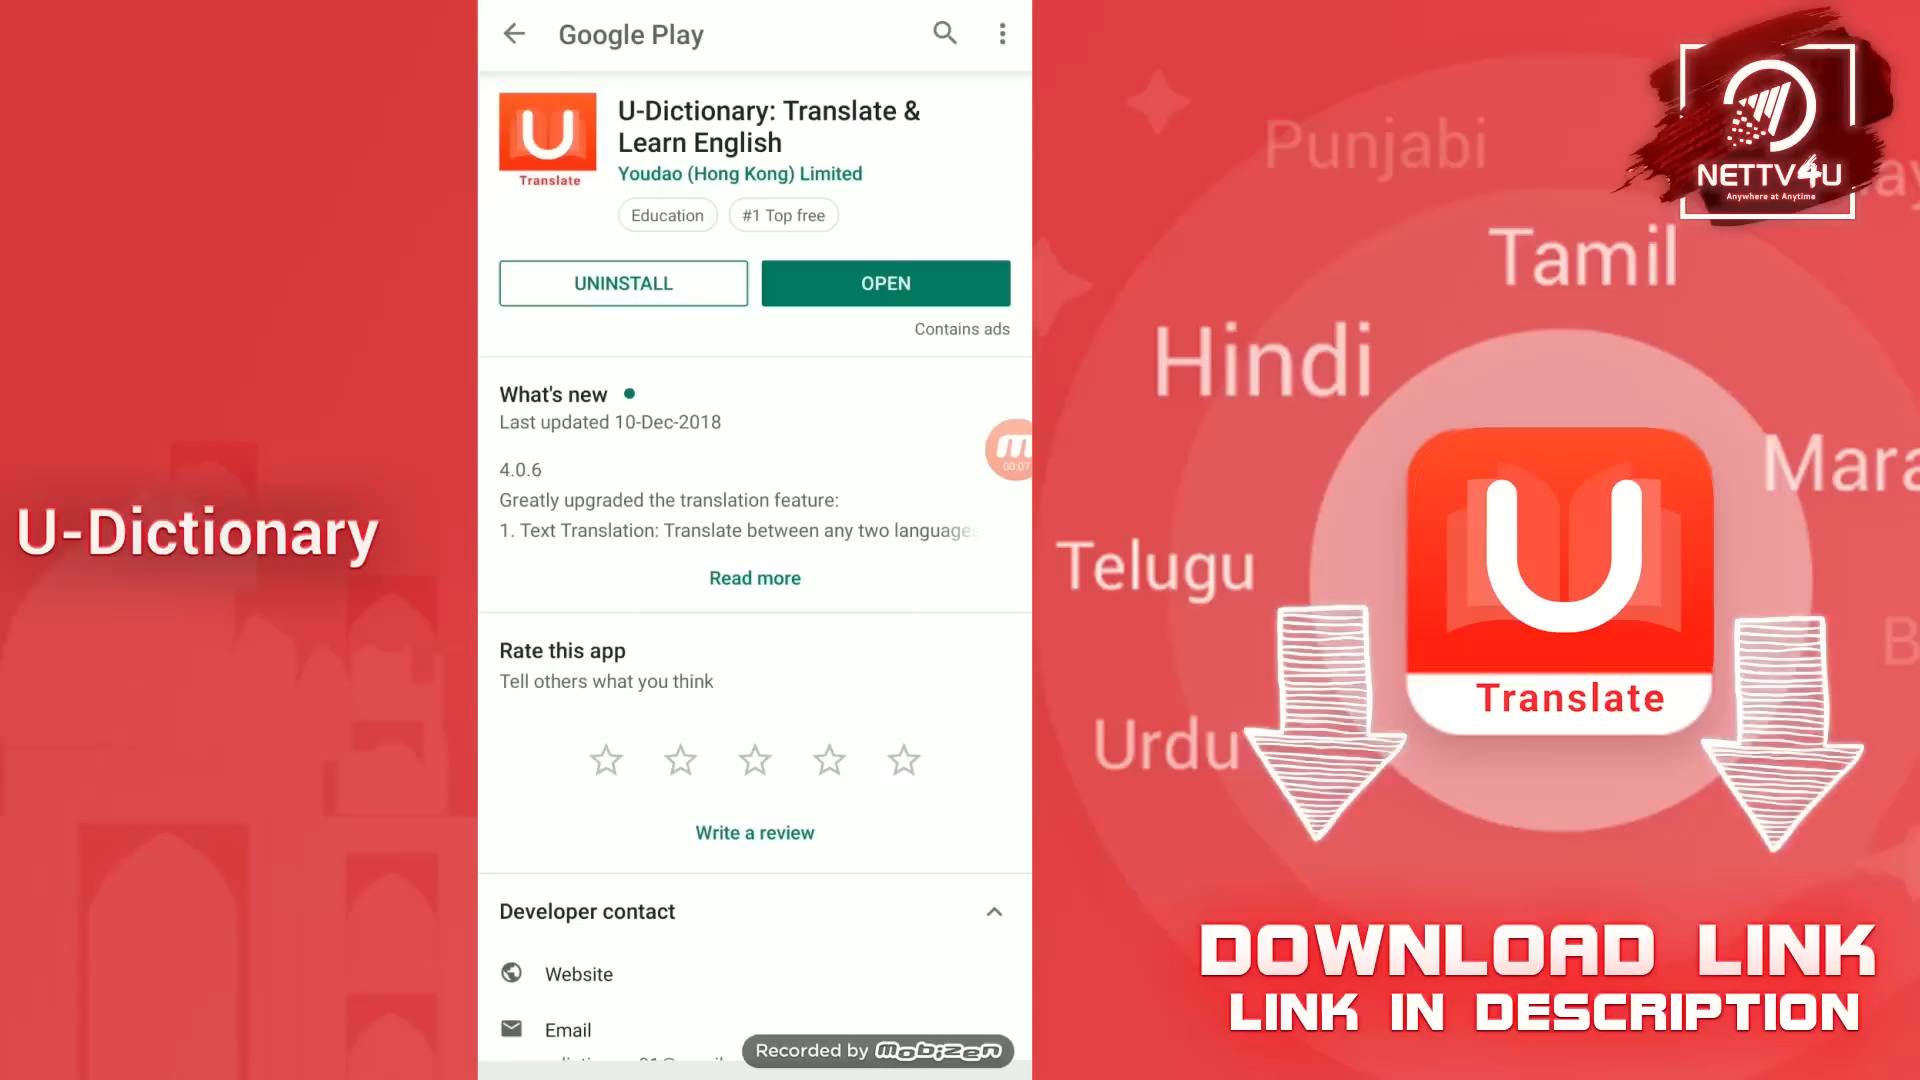 U-Dictionary
Google Play
U-Dictionary: Translate &
Learn English
Youdao (Hong Kong) Limited
Translate
Education
#1 Top free
UNINSTALL
OPEN
Contains ads
What's new
Last updated 10-Dec-2018
00:07
4.0.6
Greatly upgraded the translation feature:
1. Text Translation: Translate between any two languages
Read more
Rate this app
Tell others what you think
Write a review
Developer contact
Website
Email
Recorded by mobizen
NETTV4U
Anywhere at Anytime
Punjabi
Tamil
Hindi
Telugu
Urdu
Translate
DOWNLOAD LINK
LINK IN DESCRIPTION